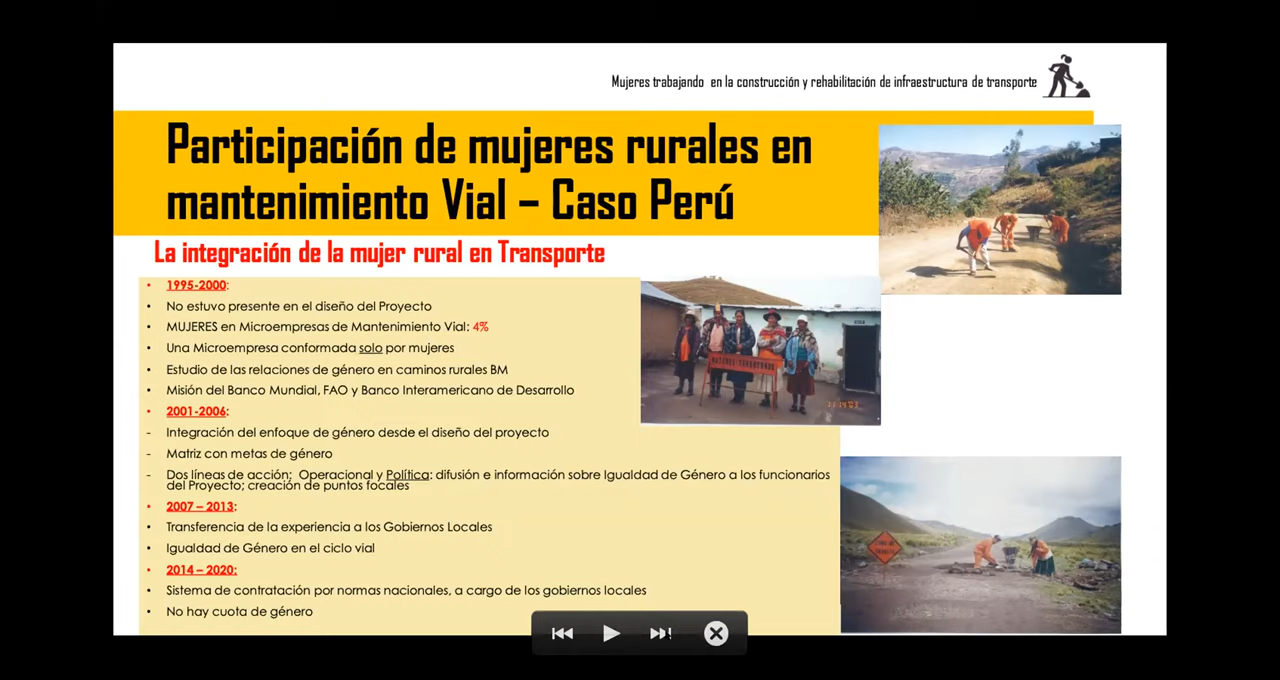 Mujeres trabajando en la construcción y rehabilitación de infraestructura de transporte
Participación de mujeres rurales en
mantenimiento Vial – Caso Perú
La integración de la mujer rural en Transporte
• 1995-2000:
• No estuvo presente en el diseño del Proyecto
• MUJERES en Microempresas de Mantenimiento Vial: 4%
• Una Microempresa conformada solo por mujeres
• Estudio de las relaciones de género en caminos rurales BM
• Misión del Banco Mundial, FAO y Banco Interamericano de Desarrollo
• 2001-2006:
- Integración del enfoque de género desde el diseño del proyecto
- Matriz con metas de género
- Dos líneas de acción: Operacional y Política: difusión e información sobre Igualdad de Género a los funcionarios
del Proyecto; creación de puntos focales
• 2007 – 2013:
• Transferencia de la experiencia a los Gobiernos Locales
• Igualdad de Género en el ciclo vial
• 2014 – 2020:
• Sistema de contratación por normas nacionales, a cargo de los gobiernos locales
• No hay cuota de género